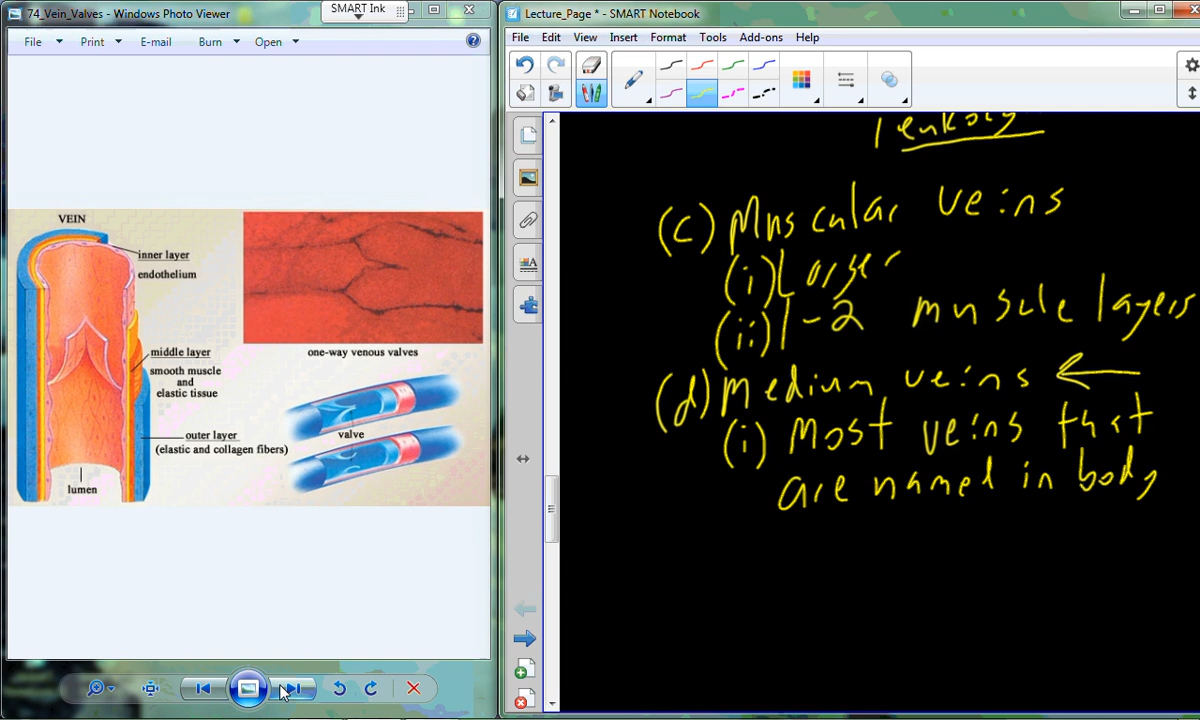 74_Vein_Valves - Windows Photo Viewer
SMART Ink
File Print E-mail Burn Open
VEIN
inner layer
endothelium
middle layer
smooth muscle
and
elastic tissue
outer layer
(elastic and collagen fibers)
lumen
one-way venous valves
valve
Lecture_Page * - SMART Notebook
File Edit View Insert Format Tools Add-ons Help
(c) Muscular veins
(i) Larger
(ii) 1-2 muscle layers
(d) Medium veins ←
(i) Most veins that
are named in body